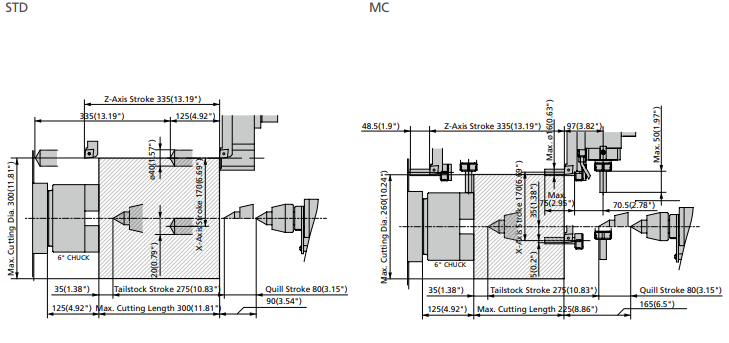 STD
Z-Axis Stroke 335(13.19")
335(13.19")
125(4.92")
ø40(1.57")
X-Axis Stroke 170(6.69")
Max. Cutting Dia. 300(11.81")
20(0.79")
6" CHUCK
35(1.38")
Tailstock Stroke 275(10.83")
Quill Stroke 80(3.15")
90(3.54")
125(4.92")
Max. Cutting Length 300(11.81")
MC
48.5(1.9")
Z-Axis Stroke 335(13.19")
Max. ø16(0.63")
97(3.82")
Max. 50(1.97")
Max. Cutting Dia. 260(10.24")
X-Axis Stroke 170(6.69")
35(1.38")
Max.
75(2.95")
70.5(2.78")
5(0.2")
6" CHUCK
35(1.38")
Tailstock Stroke 275(10.83")
Quill Stroke 80(3.15")
165(6.5")
125(4.92")
Max. Cutting Length 225(8.86")